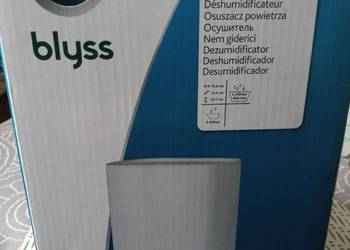 Déshumidificateur
Osuszacz powietrza
Осушитель
Nem giderici
Dezumidificator
Deshumidificador
Desumidificador
blyss